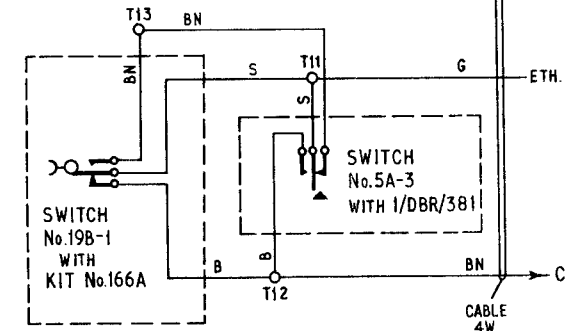 T13
BN
BN
S
T11
G
ETH.
S
SWITCH
No.5A-3
WITH 1/DBR/381
SWITCH
No.19B-1
WITH
KIT No.166A
B
B
T12
BN
C
CABLE
4W